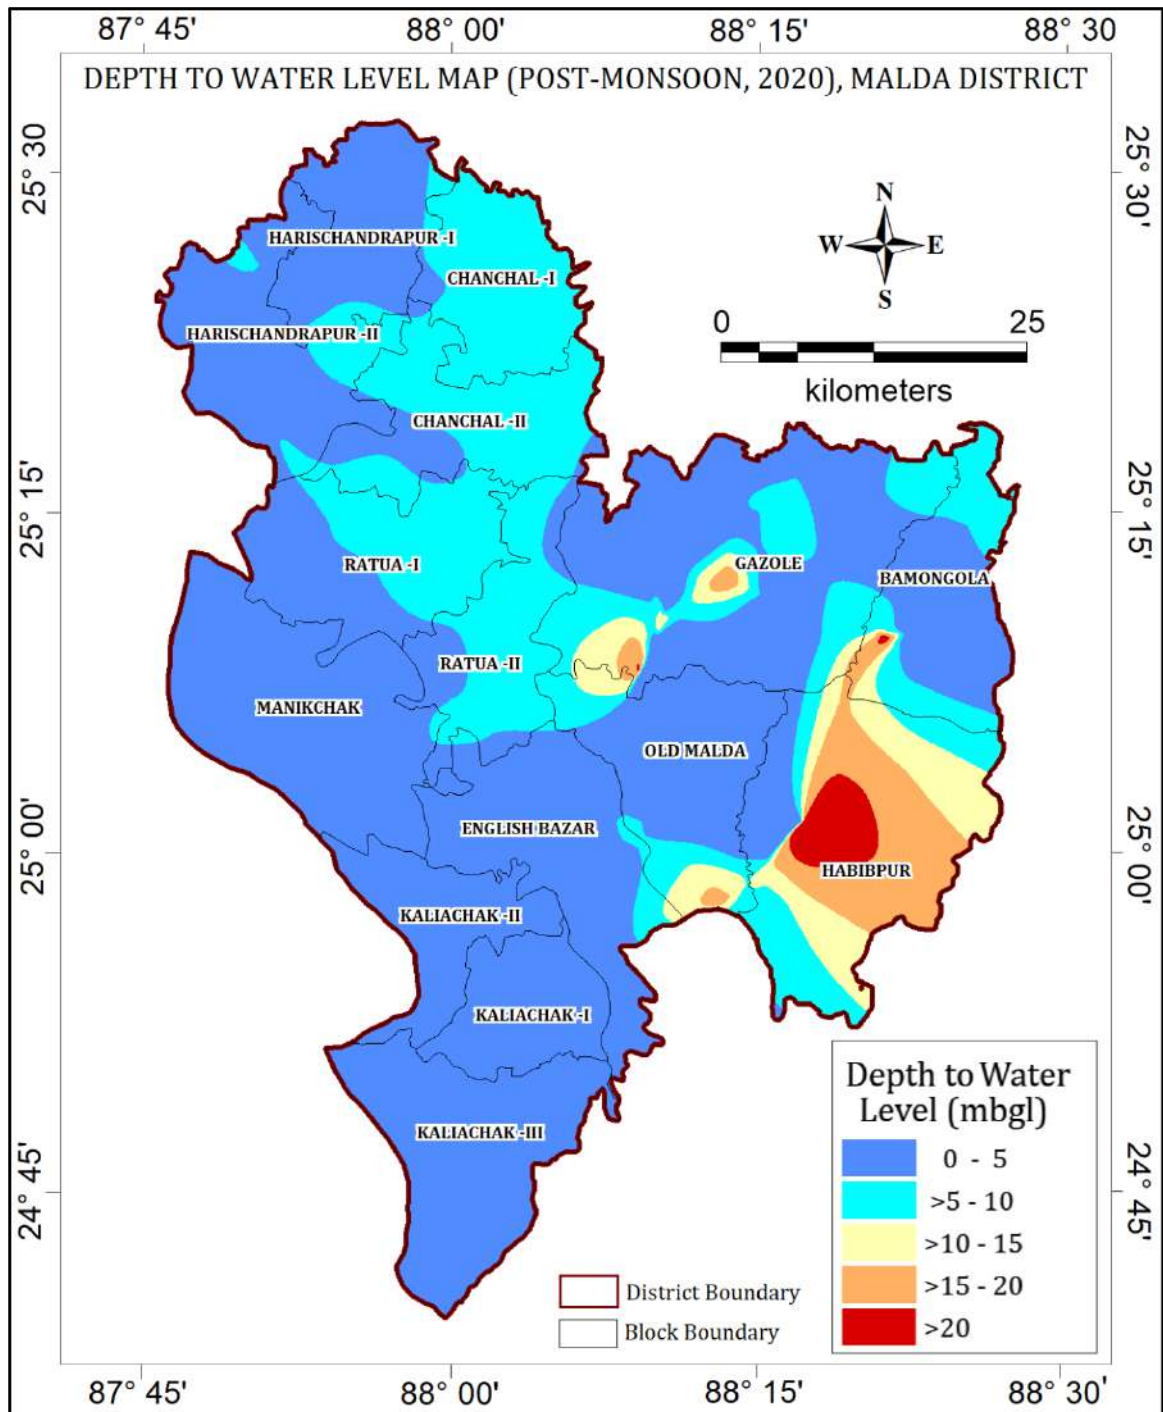 87° 45' 88° 00' 88° 15' 88° 30'
DEPTH TO WATER LEVEL MAP (POST-MONSOON, 2020), MALDA DISTRICT
25° 30
25° 30'
N
W E
S
HARISCHANDRAPUR -I
CHANCHAL -I
0 25
kilometers
HARISCHANDRAPUR -II
CHANCHAL -II
25° 15'
25° 15'
RATUA -I
GAZOLE
BAMONGOLA
RATUA -II
MANIKCHAK
OLD MALDA
ENGLISH BAZAR
25° 00'
25° 00'
HABIBPUR
KALIACHAK -II
KALIACHAK -I
KALIACHAK -III
24° 45'
24° 45'
Depth to Water
Level (mbgl)
0 - 5
>5 - 10
>10 - 15
>15 - 20
>20
District Boundary
Block Boundary
87° 45' 88° 00' 88° 15' 88° 30'